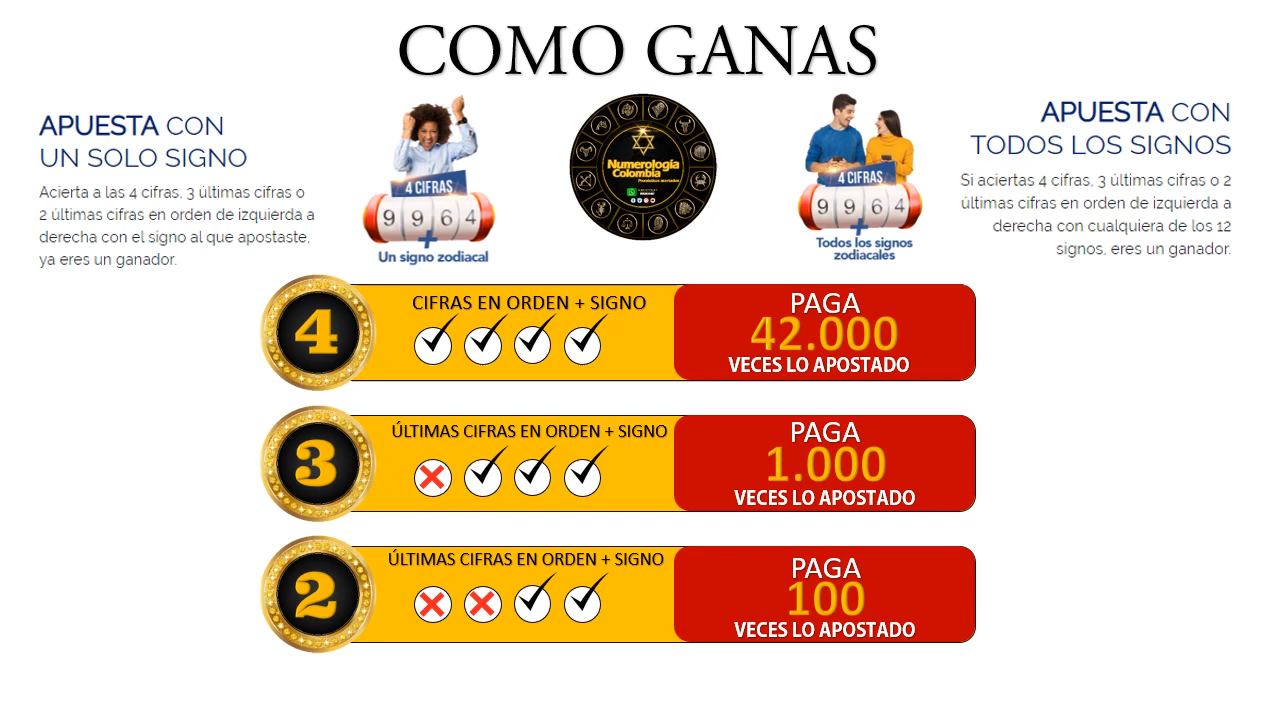 COMO GANAS
APUESTA CON
UN SOLO SIGNO
Acierta a las 4 cifras, 3 últimas cifras o
2 últimas cifras en orden de izquierda a
derecha con el signo al que apostaste,
ya eres un ganador.
4 CIFRAS
9 9 6 4
+
Un signo zodiacal
Numerología
Colombia
4 CIFRAS
9 9 6 4
+
Todos los signos
zodiacales
APUESTA CON
TODOS LOS SIGNOS
Si aciertas 4 cifras, 3 últimas cifras o 2
últimas cifras en orden de izquierda a
derecha con cualquiera de los 12
signos, eres un ganador.
4
CIFRAS EN ORDEN + SIGNO
PAGA
42.000
VECES LO APOSTADO
3
ÚLTIMAS CIFRAS EN ORDEN + SIGNO
PAGA
1.000
VECES LO APOSTADO
2
ÚLTIMAS CIFRAS EN ORDEN + SIGNO
PAGA
100
VECES LO APOSTADO